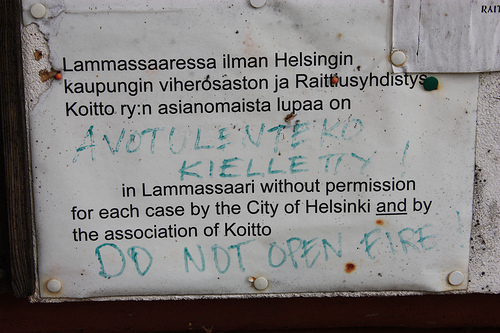 RAIT
Lammassaaressa ilman Helsingin
kaupungin viherosaston ja Raittiusyhdistys
Koitto ry:n asianomaista lupaa on
AVOTULENTEKO
KIELLETTY !
in Lammassaari without permission
for each case by the City of Helsinki and by
the association of Koitto
DO NOT OPEN FIRE !